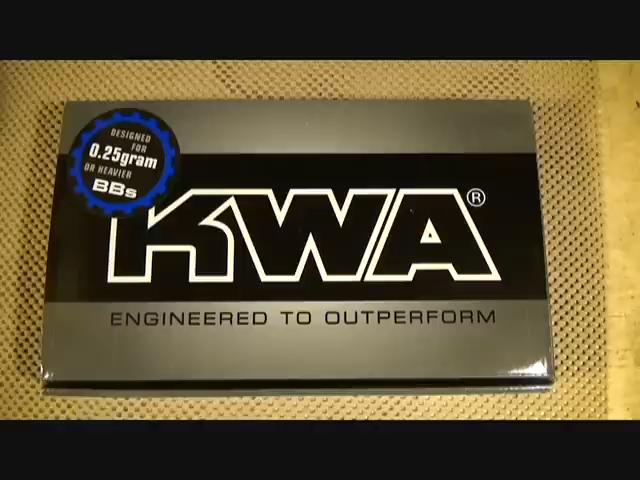 DESIGNED
FOR
0.25gram
OR HEAVIER
BBs
KWA®
ENGINEERED TO OUTPERFORM